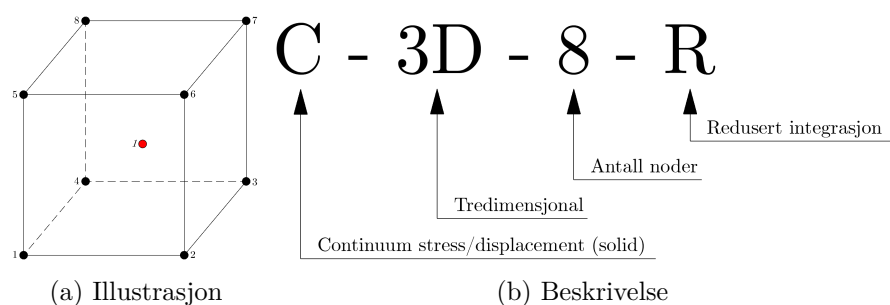 8
7
5
6
I
4
3
1
2
(a) Illustrasjon
C - 3D - 8 - R
Redusert integrasjon
Antall noder
Tredimensjonal
Continuum stress/displacement (solid)
(b) Beskrivelse